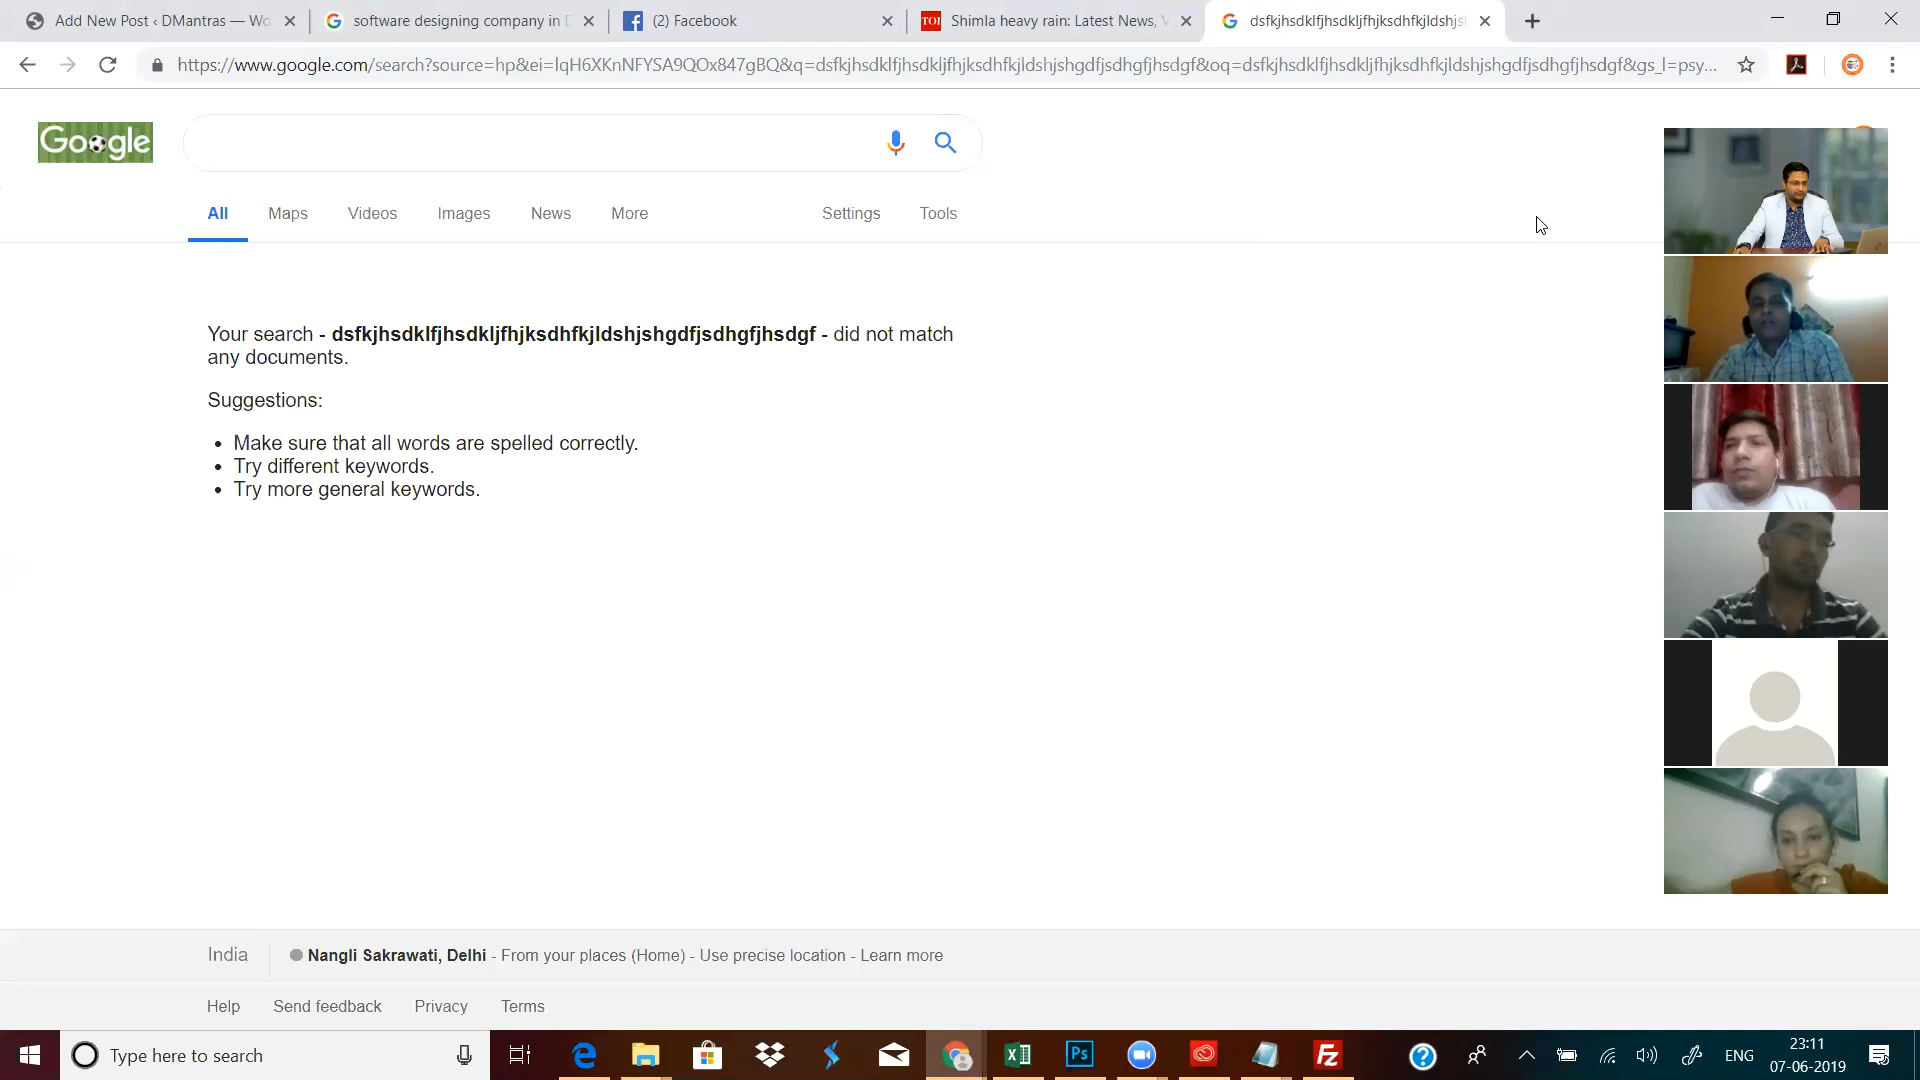 Add New Post ‹ DMantras — Wo
software designing company in D
(2) Facebook
TOI
Shimla heavy rain: Latest News, V
dsfkjhsdklfjhsdkljfhjksdhfkjldshjs
https://www.google.com/search?source=hp&ei=lqH6XKnNFYSA9QOx847gBQ&q=dsfkjhsdklfjhsdkljfhjksdhfkjldshjshgdfjsdhgfjhsdgf&oq=dsfkjhsdklfjhsdkljfhjksdhfkjldshjshgdfjsdhgfjhsdgf&gs_l=psy...
Google
All Maps Videos Images News More Settings Tools
Your search - dsfkjhsdklfjhsdkljfhjksdhfkjldshjshgdfjsdhgfjhsdgf - did not match
any documents.
Suggestions:
• Make sure that all words are spelled correctly.
• Try different keywords.
• Try more general keywords.
India Nangli Sakrawati, Delhi - From your places (Home) - Use precise location - Learn more
Help Send feedback Privacy Terms
Type here to search
Ps
Fz
ENG
23:11
07-06-2019